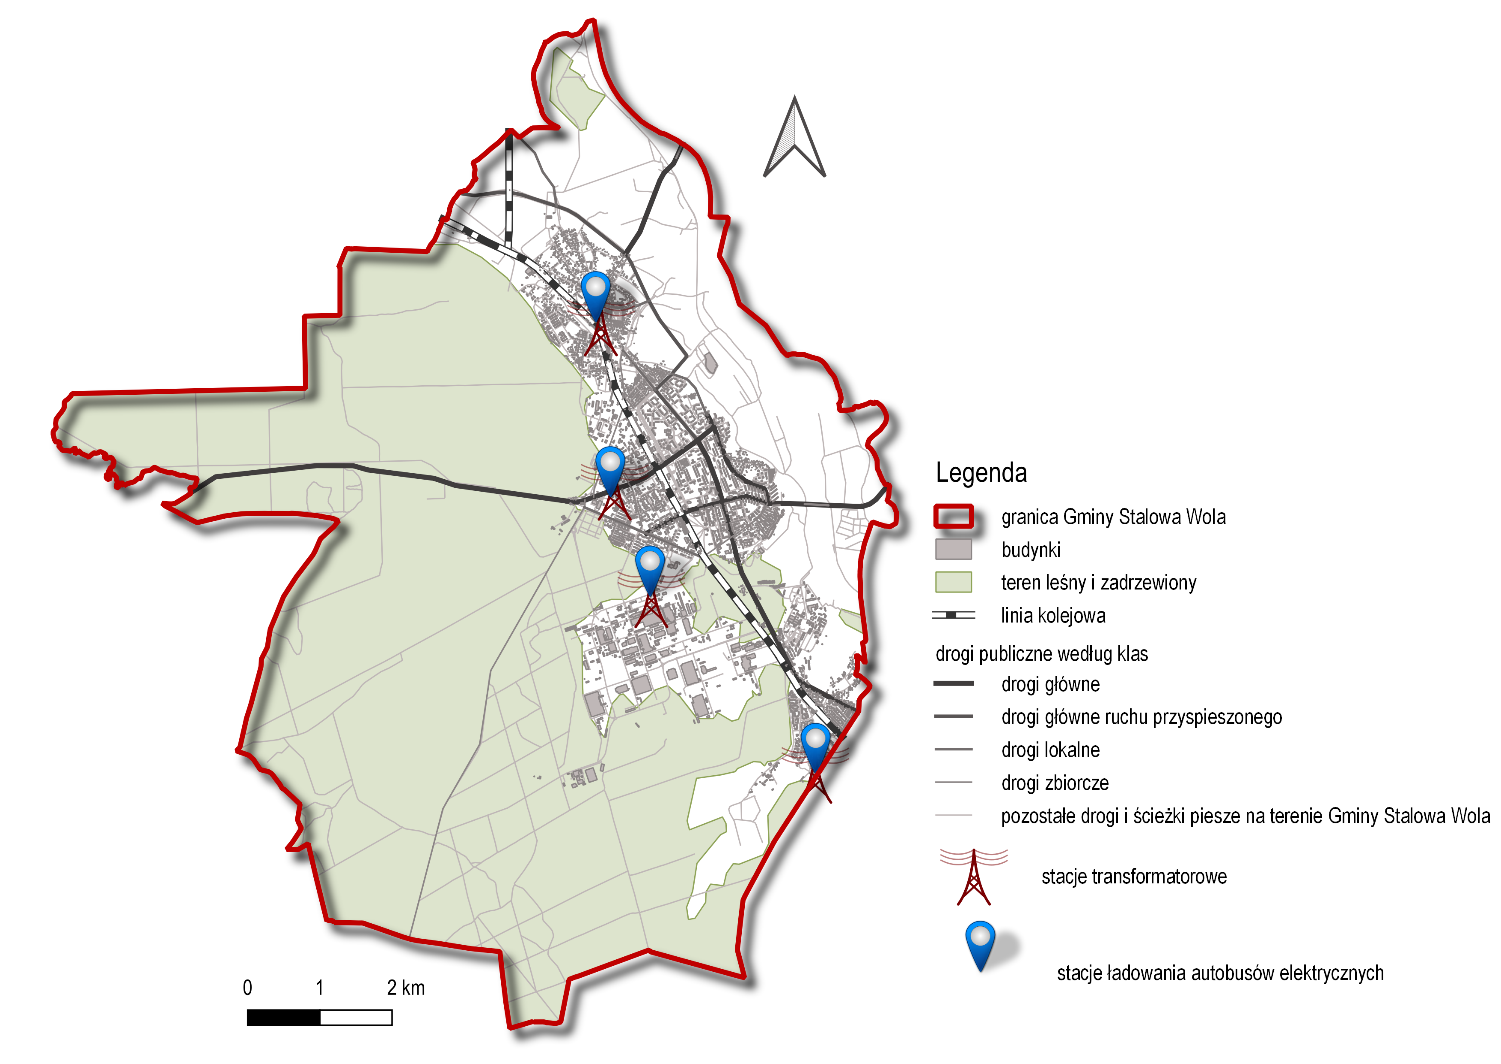 Legenda
granica Gminy Stalowa Wola
budynki
teren leśny i zadrzewiony
linia kolejowa
drogi publiczne według klas
drogi główne
drogi główne ruchu przyspieszonego
drogi lokalne
drogi zbiorcze
pozostałe drogi i ścieżki piesze na terenie Gminy Stalowa Wola
stacje transformatorowe
stacje ładowania autobusów elektrycznych
0 1 2 km